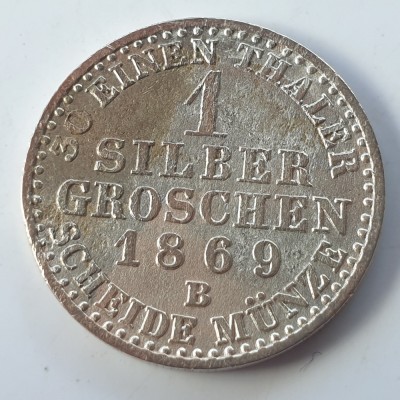 30 EINEN THALER
1
SILBER
GROSCHEN
1869
B
SCHEIDE MÜNZE